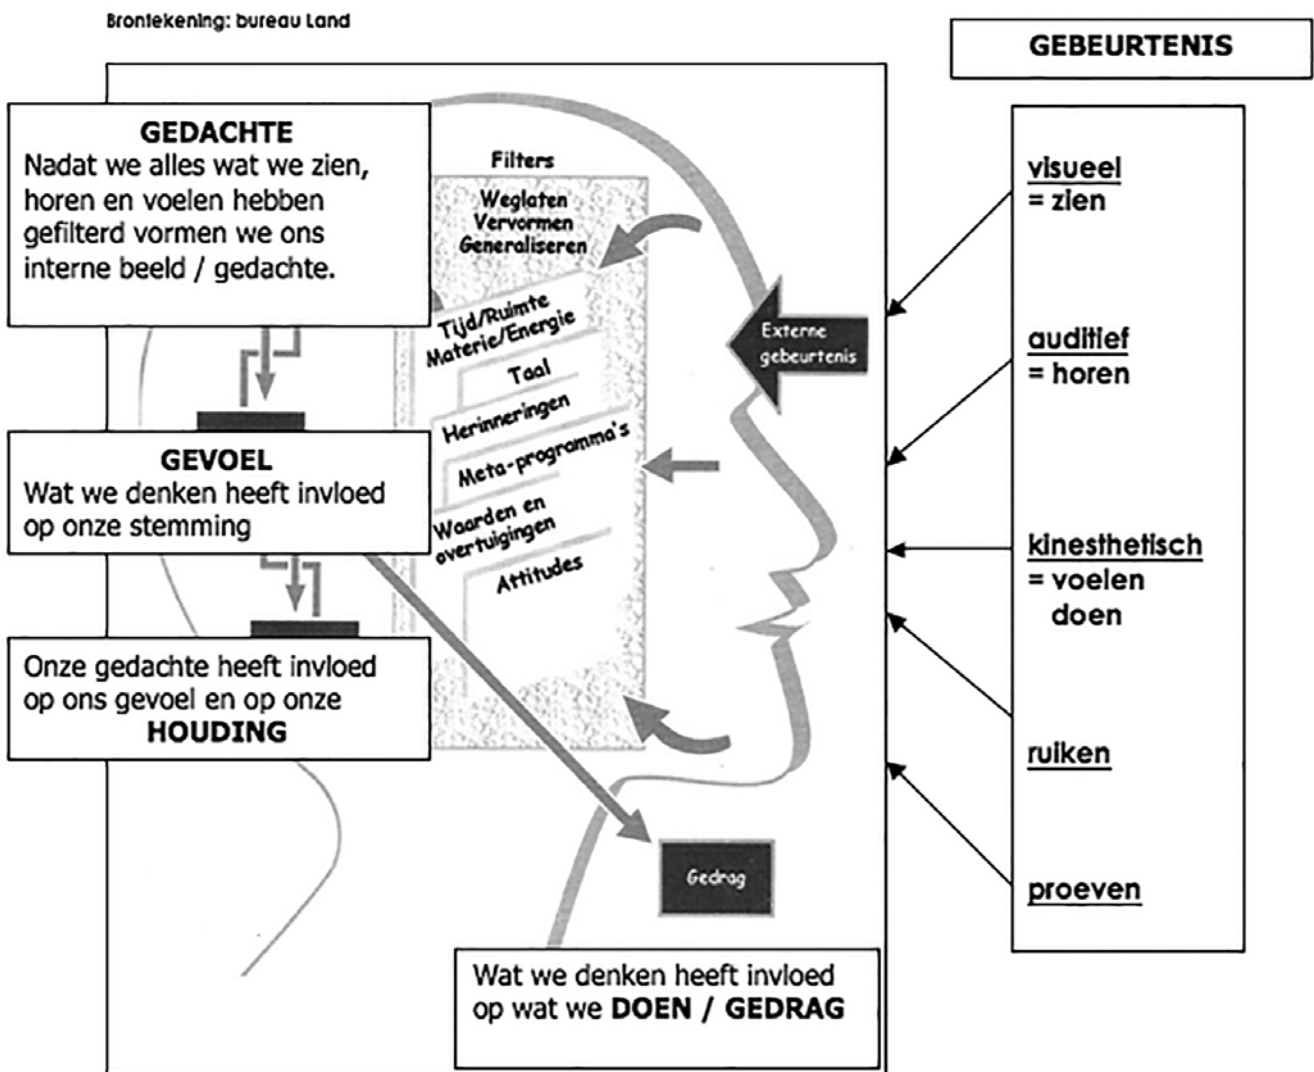 Brontekening: bureau Land
GEBEURTENIS
GEDACHTE
Nadat we alles wat we zien,
horen en voelen hebben
gefilterd vormen we ons
interne beeld / gedachte.
Filters
Weglaten
Vervormen
Generaliseren
Tijd/Ruimte
Materie/Energie
Taal
Herinneringen
Meta-programma's
Waarden en
overtuigingen
Attitudes
Externe
gebeurtenis
visueel
= zien
auditief
= horen
kinesthetisch
= voelen
doen
ruiken
proeven
GEVOEL
Wat we denken heeft invloed
op onze stemming
Onze gedachte heeft invloed
op ons gevoel en op onze
HOUDING
Gedrag
Wat we denken heeft invloed
op wat we DOEN / GEDRAG